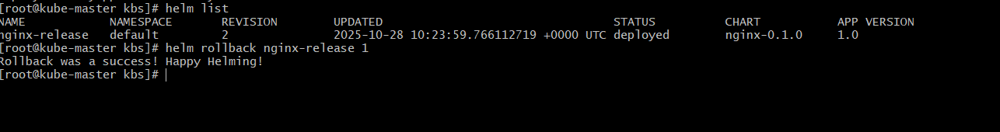 [root@kube-master kbs]# helm list
NAME NAMESPACE REVISION UPDATED STATUS CHART APP VERSION
nginx-release default 2 2025-10-28 10:23:59.766112719 +0000 UTC deployed nginx-0.1.0 1.0
[root@kube-master kbs]# helm rollback nginx-release 1
Rollback was a success! Happy Helming!
[root@kube-master kbs]#